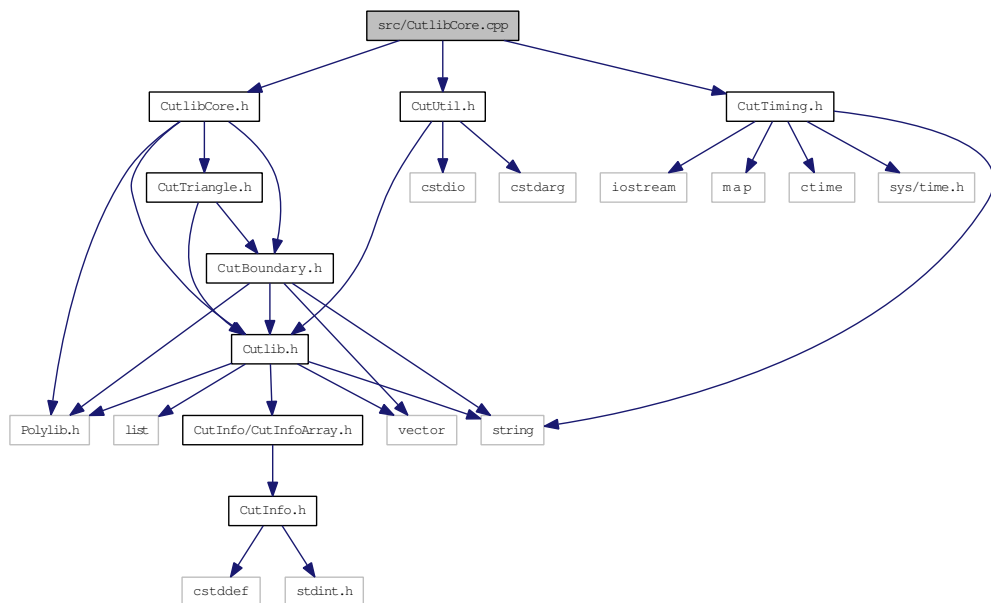 src/CutlibCore.cpp
CutlibCore.h
CutUtil.h
CutTiming.h
CutTriangle.h
cstdio
cstdarg
iostream
map
ctime
sys/time.h
CutBoundary.h
Cutlib.h
Polylib.h
list
CutInfo/CutInfoArray.h
vector
string
CutInfo.h
cstddef
stdint.h